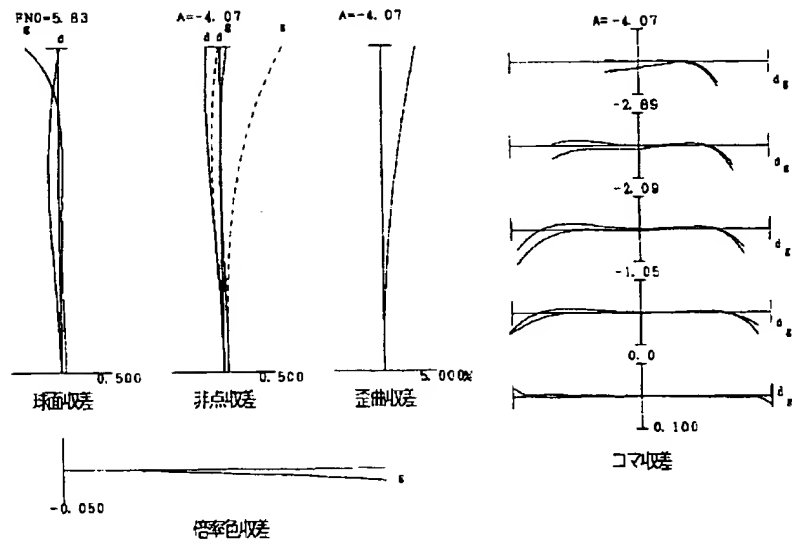 FNO=5.83
g
d
0.500
球面収差
A=-4.07
d d g
g
0.500
非点収差
A=-4.07
5.000%
歪曲収差
A=-4.07
d g
-2.89
d g
-2.09
d g
-1.05
d g
0.0
d g
0.100
コマ収差
g
-0.050
倍率色収差